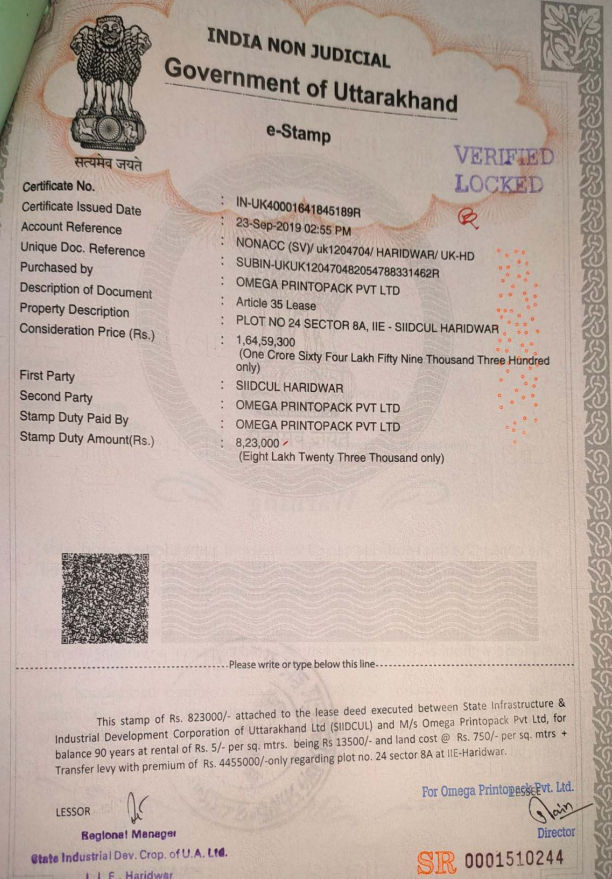 INDIA NON JUDICIAL
Government of Uttarakhand
e-Stamp
सत्यमेव जयते
VERIFIED
LOCKED
Certificate No. : IN-UK40001641845189R
Certificate Issued Date : 23-Sep-2019 02:55 PM
Account Reference : NONACC (SV)/ uk1204704/ HARIDWAR/ UK-HD
Unique Doc. Reference : SUBIN-UKUK120470482054788331462R
Purchased by : OMEGA PRINTOPACK PVT LTD
Description of Document : Article 35 Lease
Property Description : PLOT NO 24 SECTOR 8A, IIE - SIIDCUL HARIDWAR
Consideration Price (Rs.) : 1,64,59,300
(One Crore Sixty Four Lakh Fifty Nine Thousand Three Hundred
only)
First Party : SIIDCUL HARIDWAR
Second Party : OMEGA PRINTOPACK PVT LTD
Stamp Duty Paid By : OMEGA PRINTOPACK PVT LTD
Stamp Duty Amount(Rs.) : 8,23,000
(Eight Lakh Twenty Three Thousand only)
Please write or type below this line
This stamp of Rs. 823000/- attached to the lease deed executed between State Infrastructure &
Industrial Development Corporation of Uttarakhand Ltd (SIIDCUL) and M/s Omega Printopack Pvt Ltd, for
balance 90 years at rental of Rs. 5/- per sq. mtrs. being Rs 13500/- and land cost @ Rs. 750/- per sq. mtrs +
Transfer levy with premium of Rs. 4455000/-only regarding plot no. 24 sector 8A at IIE-Haridwar.
For Omega Printopack Pvt. Ltd.
LESSEE
LESSOR
Director
Regional Manager
State Industrial Dev. Crop. of U.A. Ltd.
I. I. E. Haridwar
SR 0001510244